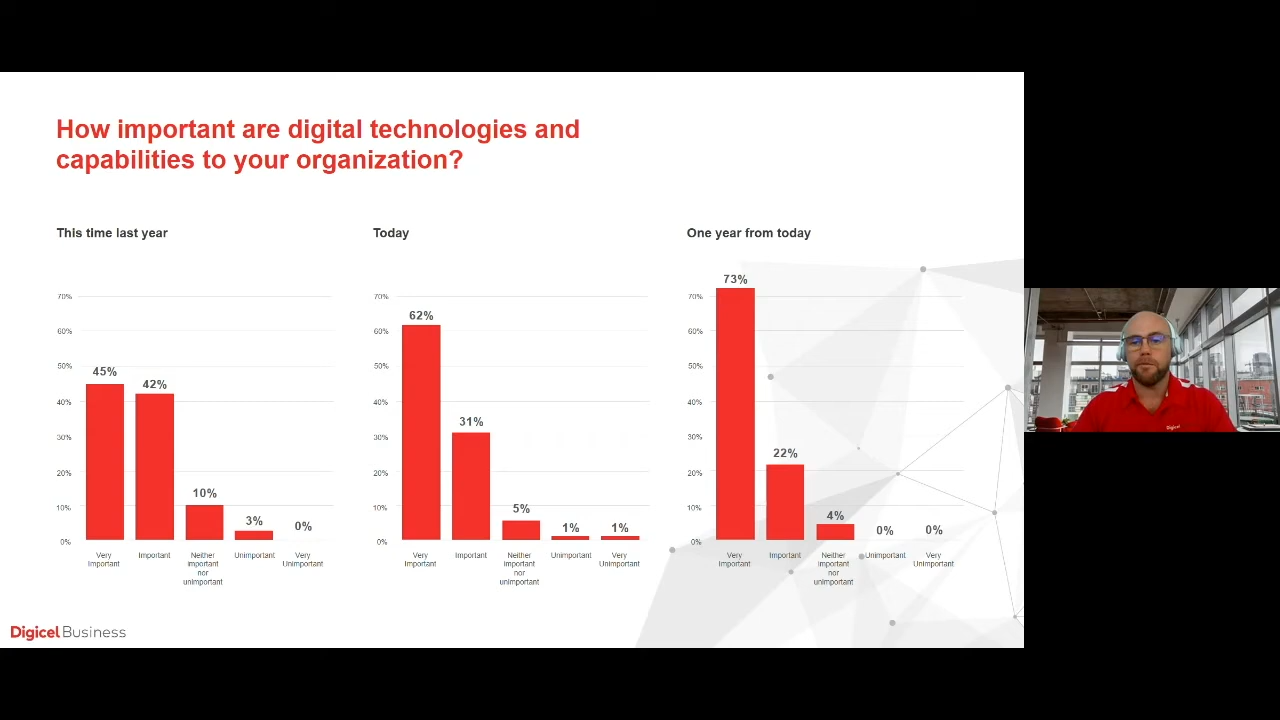 How important are digital technologies and
capabilities to your organization?
This time last year
70%
60%
50%
40%
30%
20%
10%
0%
45%
42%
10%
3%
0%
Very
Important
Important
Neither
important
nor
unimportant
Unimportant
Very
Unimportant
Today
70%
60%
50%
40%
30%
20%
10%
0%
62%
31%
5%
1%
1%
Very
Important
Important
Neither
important
nor
unimportant
Unimportant
Very
Unimportant
One year from today
70%
60%
50%
40%
30%
20%
10%
0%
73%
22%
4%
0%
0%
Very
Important
Important
Neither
important
nor
unimportant
Unimportant
Very
Unimportant
Digicel Business
Digicel